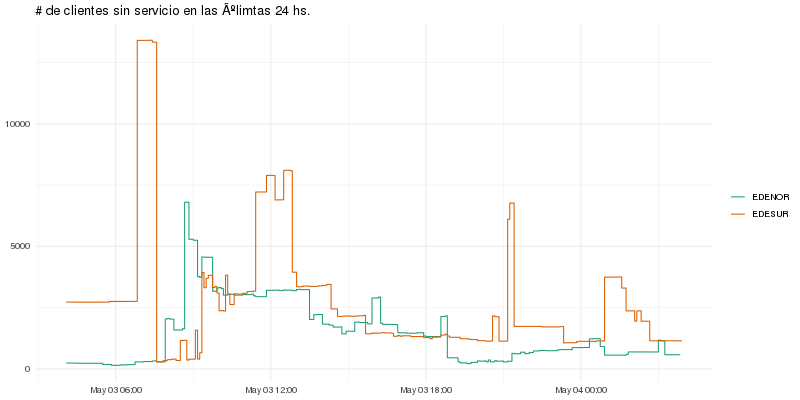 # de clientes sin servicio en las Ãºlimtas 24 hs.
10000
5000
0
May 03 06:00
May 03 12:00
May 03 18:00
May 04 00:00
EDENOR
EDESUR